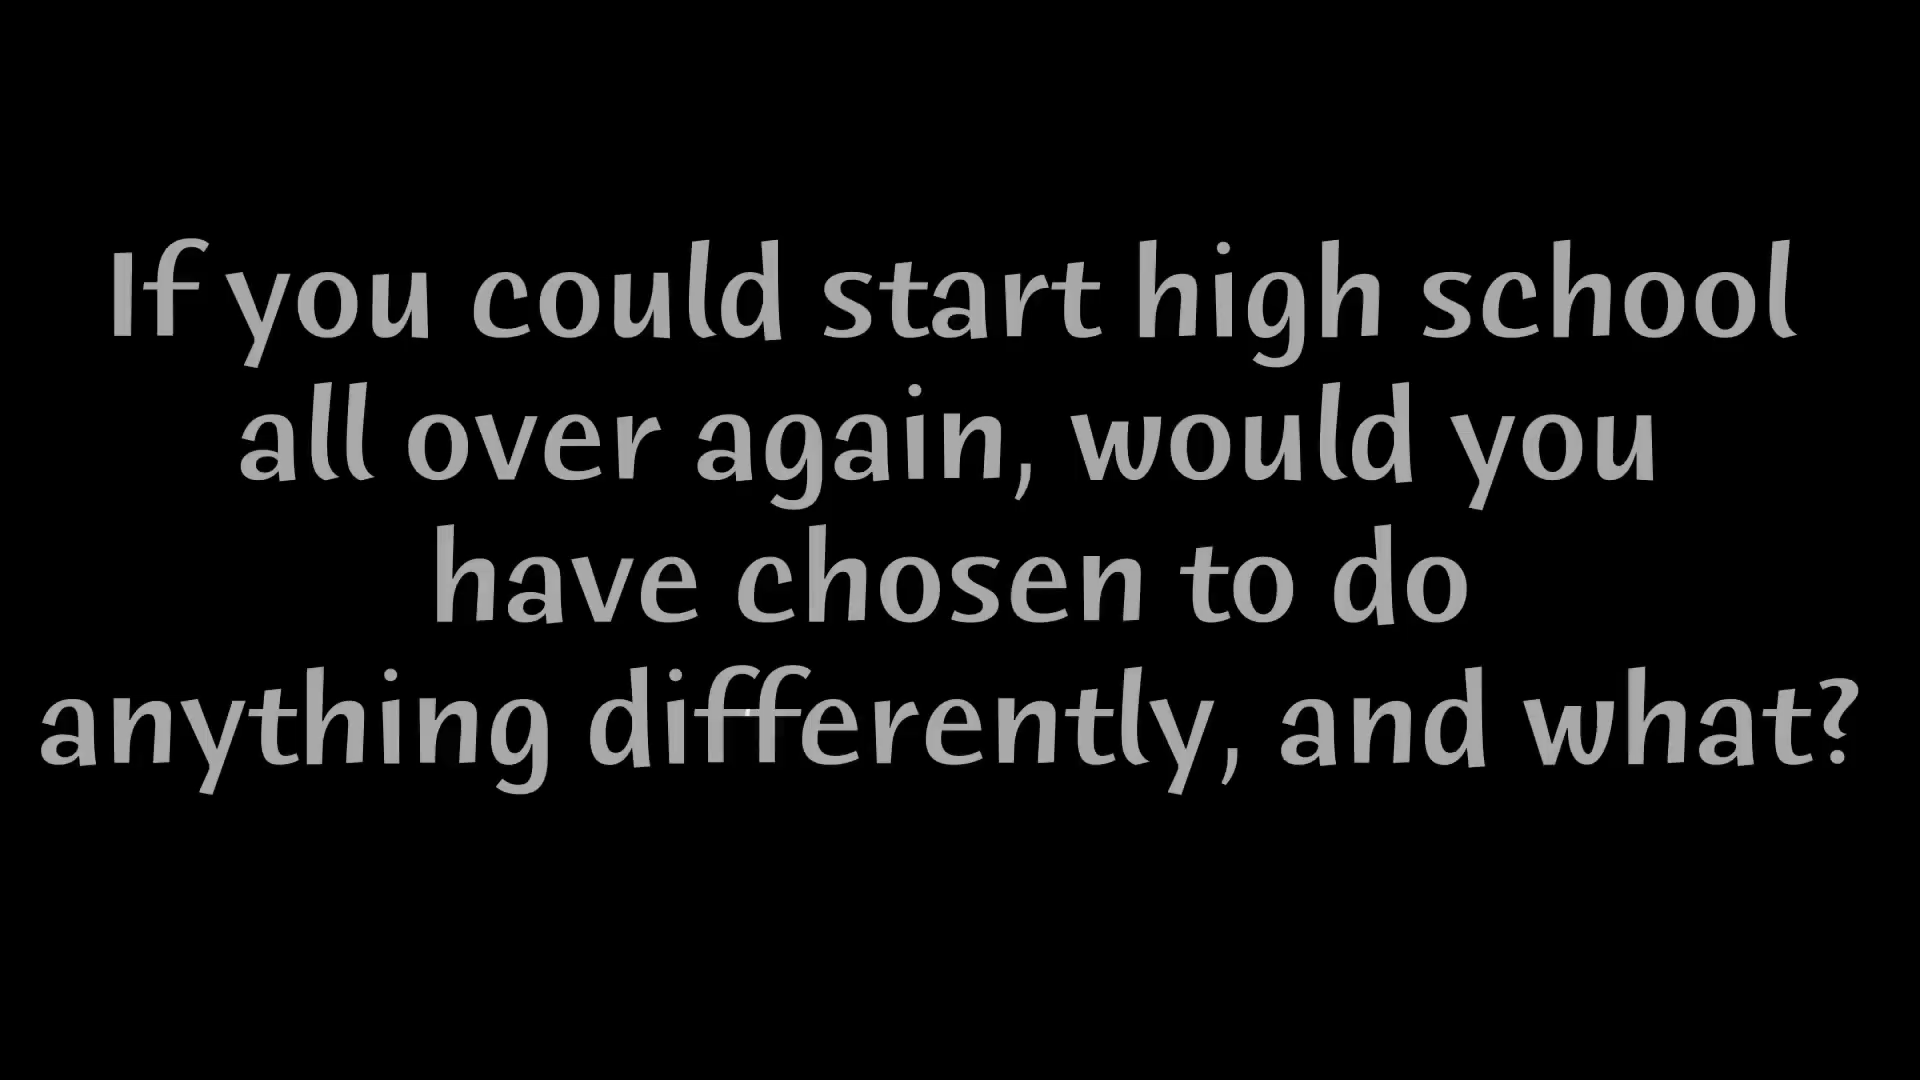 If you could start high school
all over again, would you
have chosen to do
anything differently, and what?